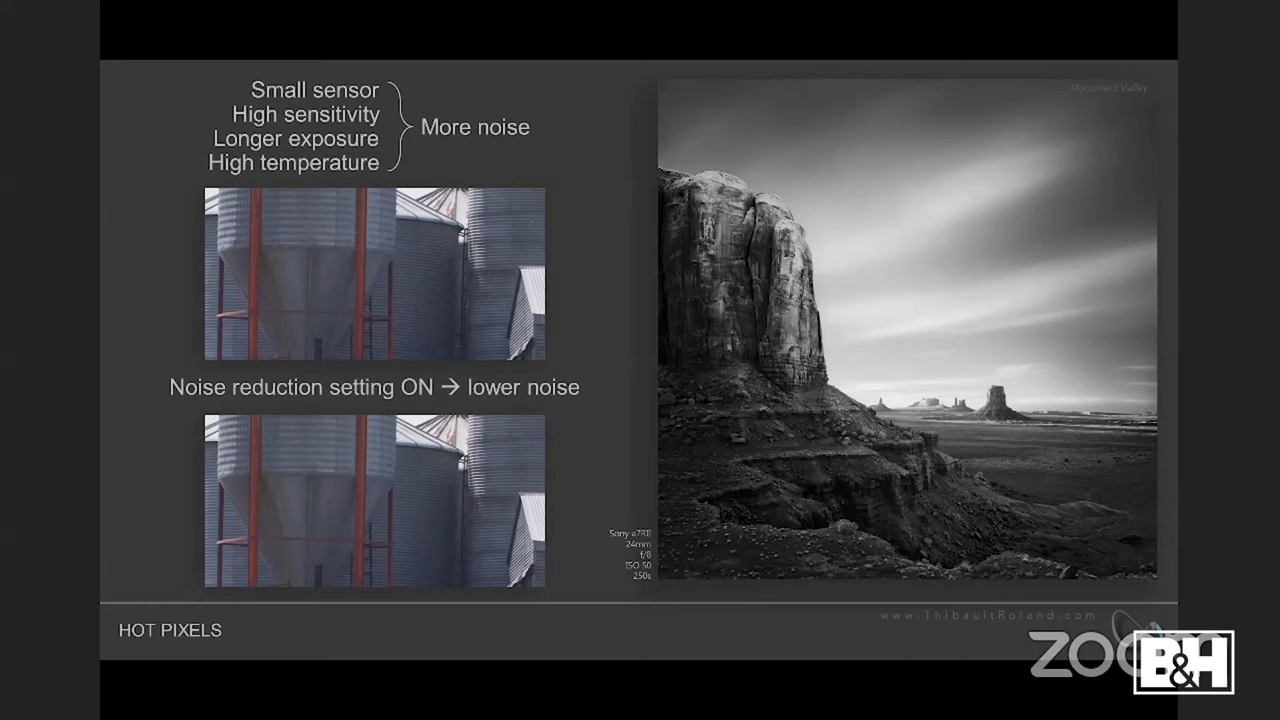 Small sensor
High sensitivity
Longer exposure
High temperature
More noise
Noise reduction setting ON → lower noise
Monument Valley
Sony a7RII
24mm
f/8
ISO 50
250s
HOT PIXELS
www.ThibaultRoland.com
B&H